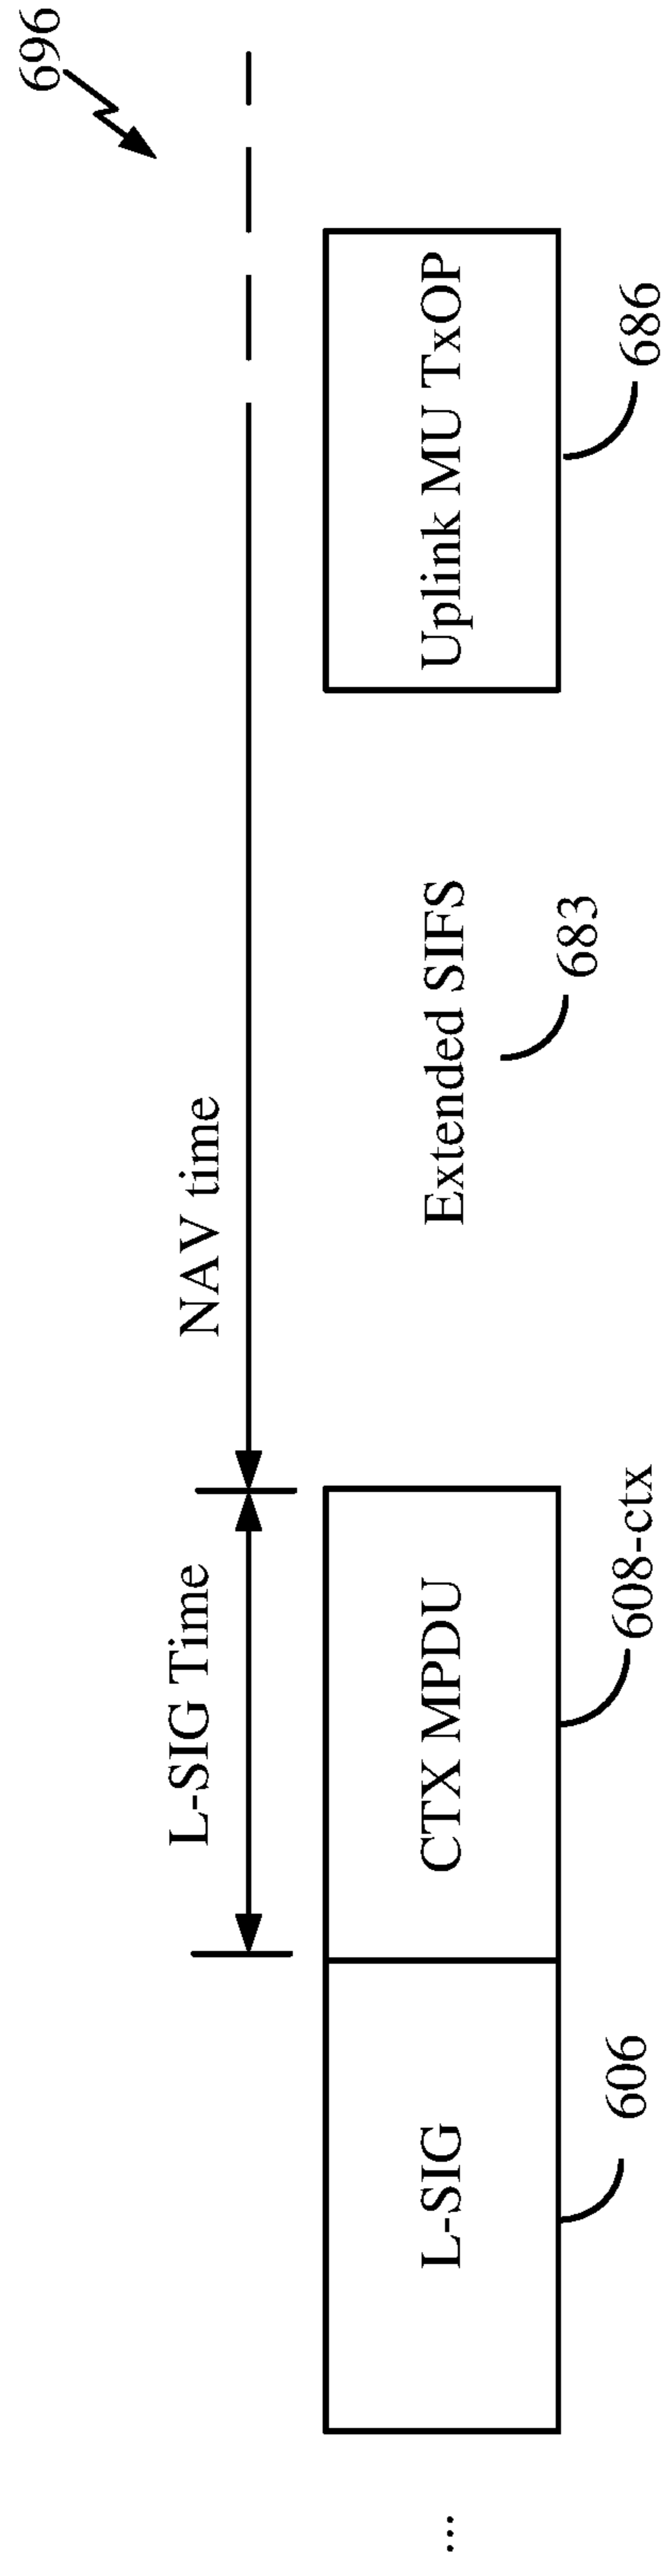 696
L-SIG Time
NAV time
...
L-SIG
CTX MPDU
Extended SIFS
Uplink MU TxOP
606
608-ctx
683
686